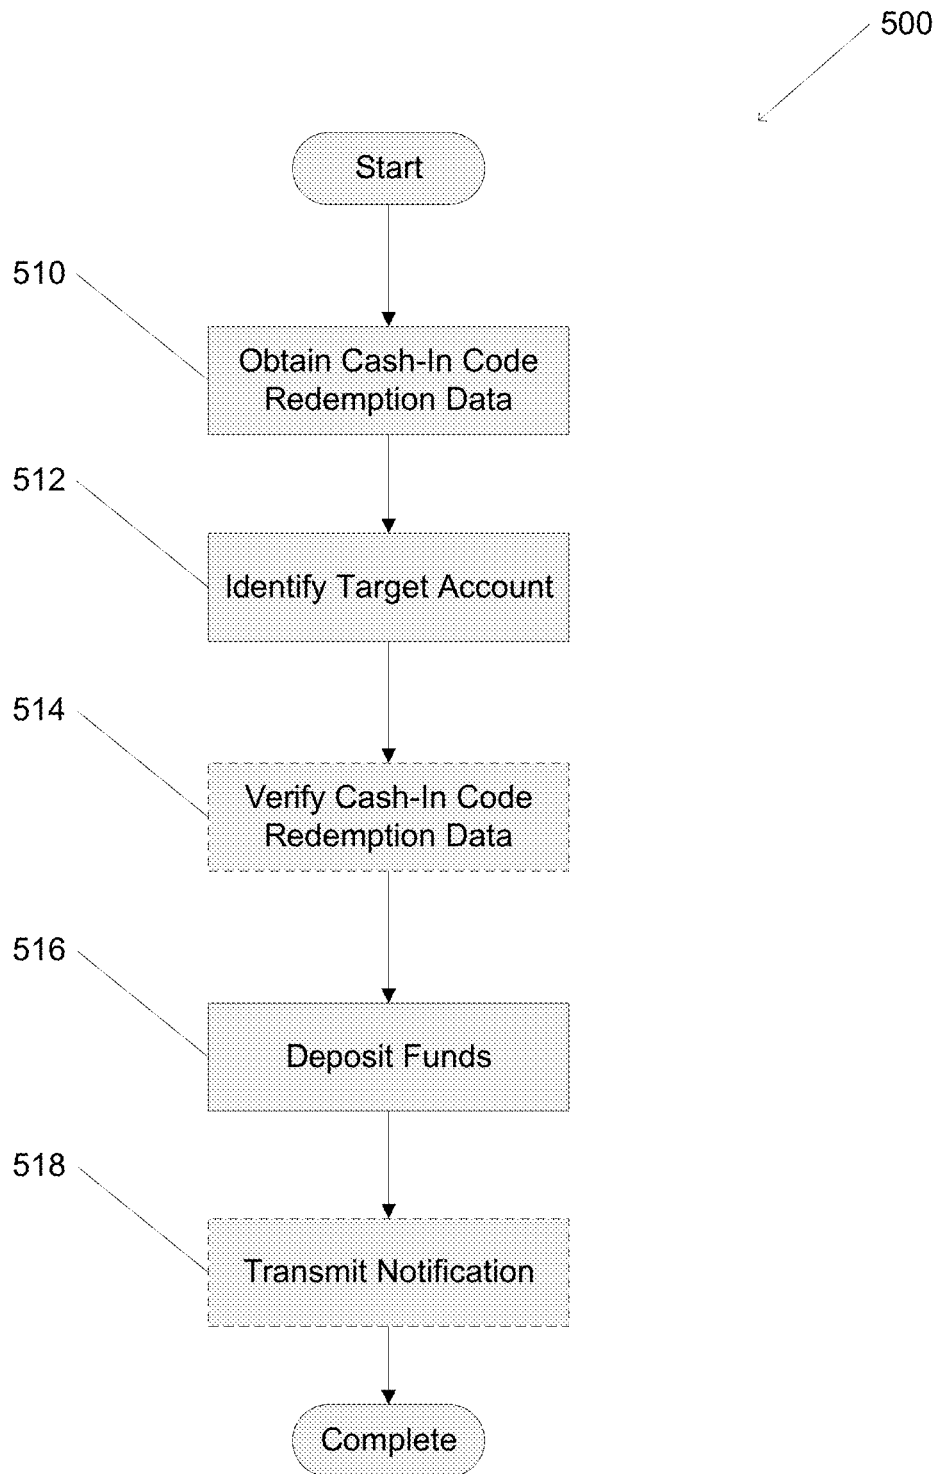 500
Start
510
Obtain Cash-In Code
Redemption Data
512
Identify Target Account
514
Verify Cash-In Code
Redemption Data
516
Deposit Funds
518
Transmit Notification
Complete